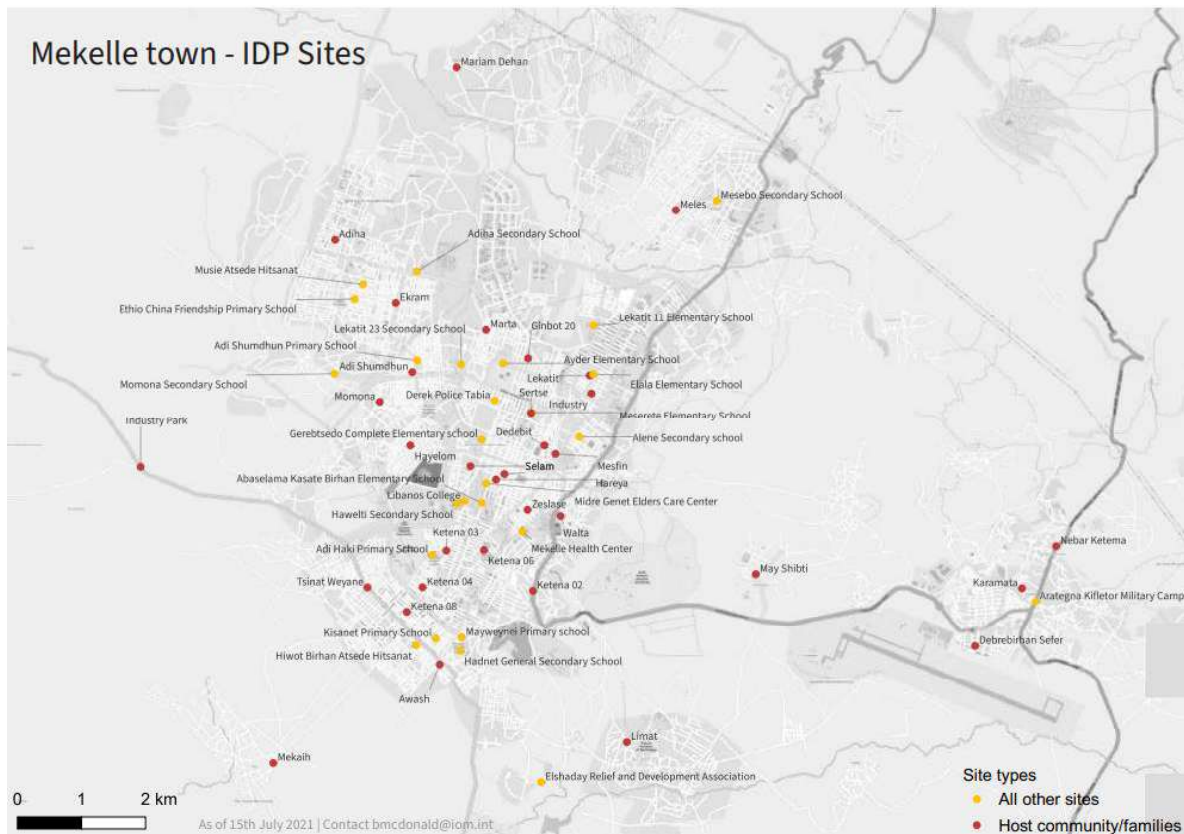 Mekelle town - IDP Sites
Mariam Dehan
Mesebo Secondary School
Meles
Adiha
Adiha Secondary School
Musie Atsede Hitsanat
Ekram
Ethio China Friendship Primary School
Lekatit 11 Elementary School
Marta
GInbot 20
Lekatit 23 Secondary School
Adi Shumdhun Primary School
Ayder Elementary School
Adi Shumdhun
Lekatit
Momona Secondary School
Elala Elementary School
Derek Police Tabia
Sertse
Momona
Industry
Meserete Elementary School
Industry Park
Gerebtsedo Complete Elementary school
Dedebit
Alene Secondary school
Hayelom
Selam
Mesfin
Abaselama Kasate Birhan Elementary School
Hareya
Libanos College
Midre Genet Elders Care Center
Hawelti Secondary School
Zeslase
Ketena 03
Walta
Nebar Ketema
Adi Haki Primary School
Mekelle Health Center
Ketena 06
May Shibti
Tsinat Weyane
Ketena 04
Ketena 02
Karamata
Arategna Kifletor Military Camp
Ketena 08
Kisanet Primary School
Mayweynei Primary school
Debrebirhan Sefer
Hiwot Birhan Atsede Hitsanat
Hadnet General Secondary School
Awash
Limat
Mekaih
Elshaday Relief and Development Association
Site types
All other sites
Host community/families
0 1 2 km
As of 15th July 2021 | Contact bmcdonald@iom.int